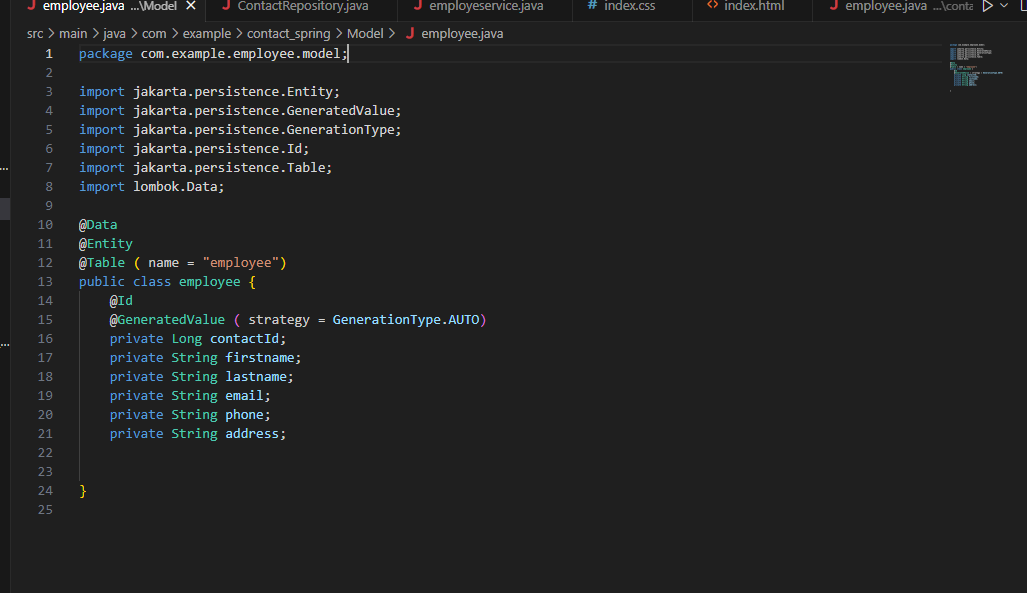 employee.java ...\Model
ContactRepository.java
employeservice.java
# index.css
<> index.html
employee.java ...\conta
src > main > java > com > example > contact_spring > Model > J employee.java
1 package com.example.employee.model;
2
3 import jakarta.persistence.Entity;
4 import jakarta.persistence.GeneratedValue;
5 import jakarta.persistence.GenerationType;
6 import jakarta.persistence.Id;
7 import jakarta.persistence.Table;
8 import lombok.Data;
9
10 @Data
11 @Entity
12 @Table ( name = "employee")
13 public class employee {
14 @Id
15 @GeneratedValue ( strategy = GenerationType.AUTO)
16 private Long contactId;
17 private String firstname;
18 private String lastname;
19 private String email;
20 private String phone;
21 private String address;
22
23
24 }
25